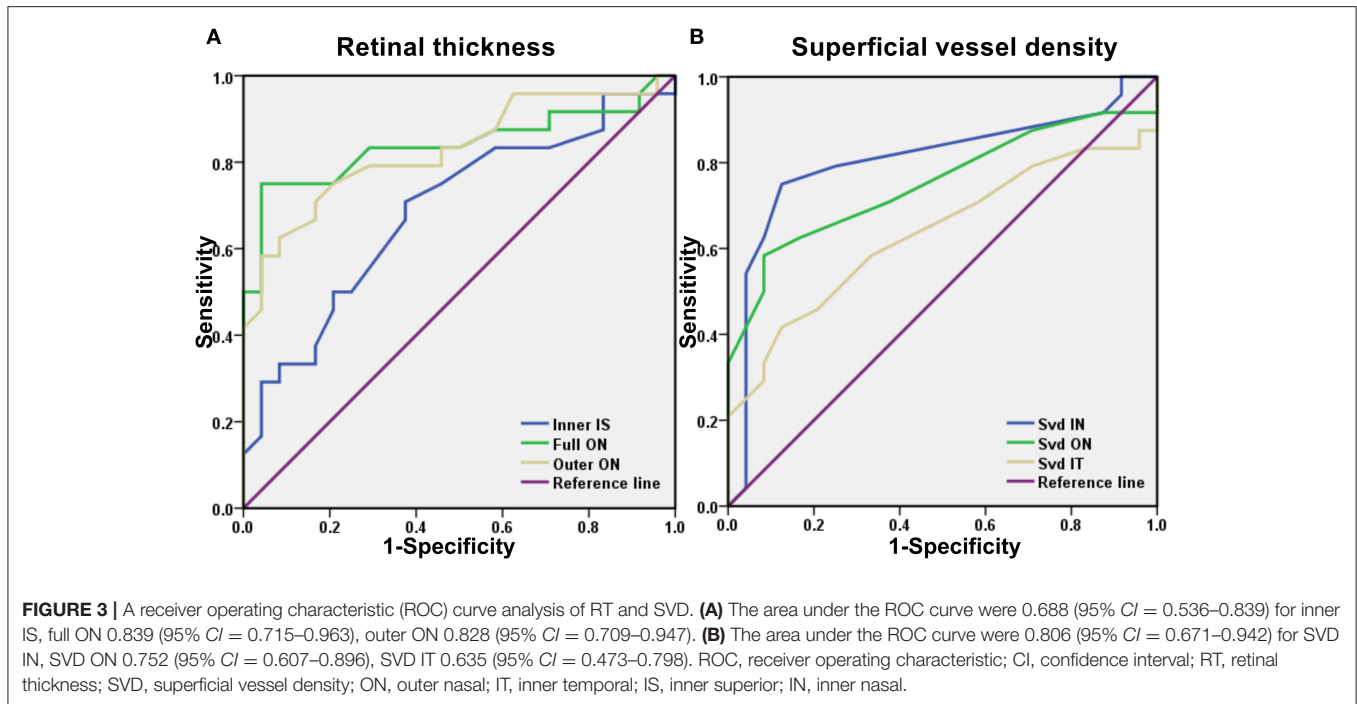 A
Retinal thickness
1.0
0.8
0.6
0.4
0.2
0.0
Sensitivity
Inner IS
Full ON
Outer ON
Reference line
0.0 0.2 0.4 0.6 0.8 1.0
1-Specificity
B
Superficial vessel density
1.0
0.8
0.6
0.4
0.2
0.0
Sensitivity
Svd IN
Svd ON
Svd IT
Reference line
0.0 0.2 0.4 0.6 0.8 1.0
1-Specificity
FIGURE 3 | A receiver operating characteristic (ROC) curve analysis of RT and SVD. (A) The area under the ROC curve were 0.688 (95% CI = 0.536–0.839) for inner
IS, full ON 0.839 (95% CI = 0.715–0.963), outer ON 0.828 (95% CI = 0.709–0.947). (B) The area under the ROC curve were 0.806 (95% CI = 0.671–0.942) for SVD
IN, SVD ON 0.752 (95% CI = 0.607–0.896), SVD IT 0.635 (95% CI = 0.473–0.798). ROC, receiver operating characteristic; CI, confidence interval; RT, retinal
thickness; SVD, superficial vessel density; ON, outer nasal; IT, inner temporal; IS, inner superior; IN, inner nasal.